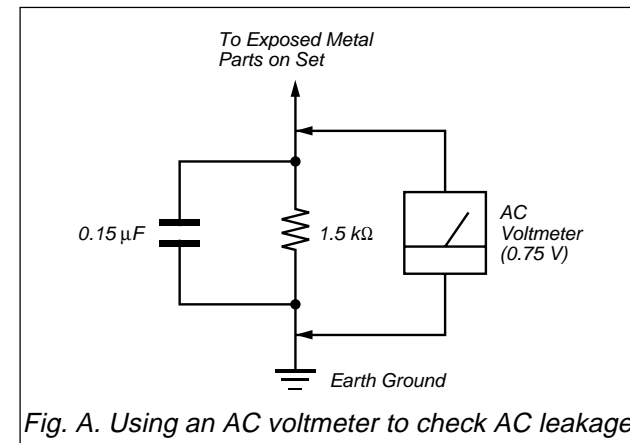 To Exposed Metal
Parts on Set
0.15 μF
1.5 kΩ
AC
Voltmeter
(0.75 V)
Earth Ground
Fig. A. Using an AC voltmeter to check AC leakage